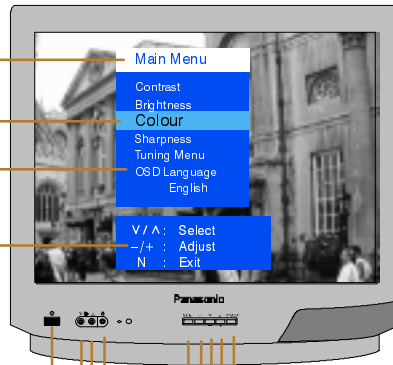 Main Menu
Contrast
Brightness
Colour
Sharpness
Tuning Menu
OSD Language
English
V / Λ : Select
−/+ : Adjust
N : Exit
Panasonic